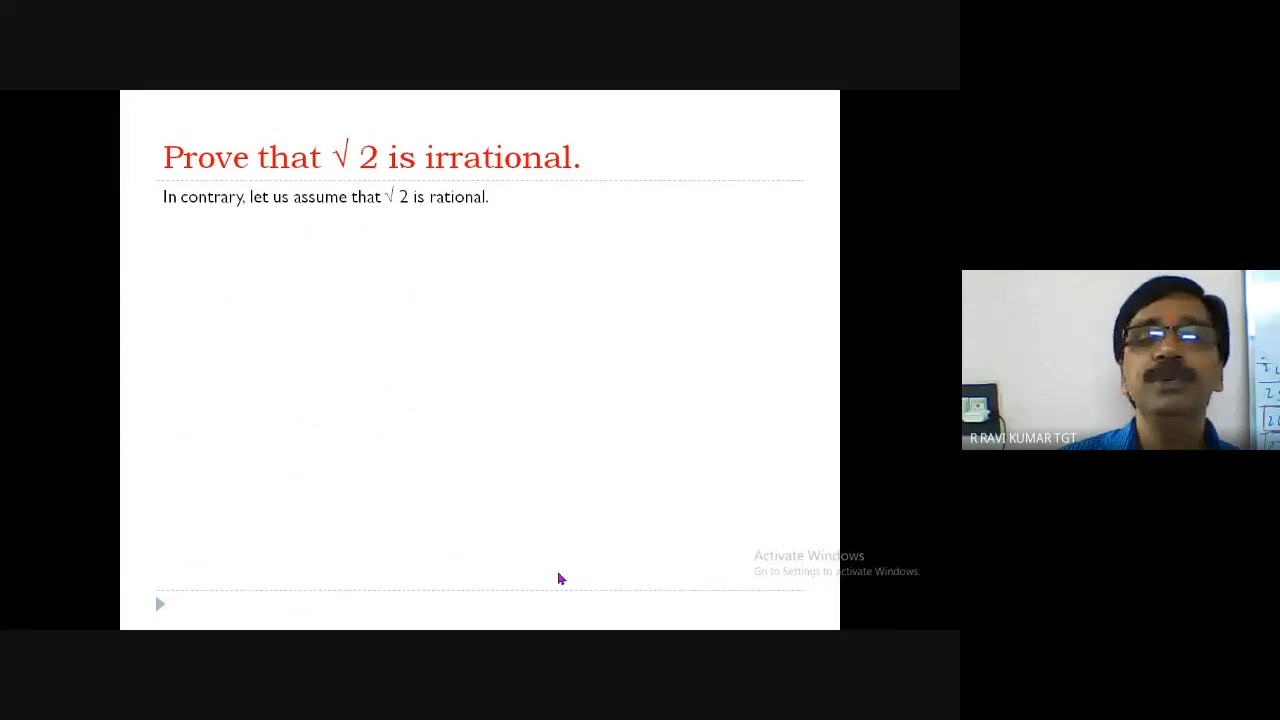 Prove that √ 2 is irrational.
In contrary, let us assume that √ 2 is rational.
R RAVI KUMAR TGT
Activate Windows
Go to Settings to activate Windows.